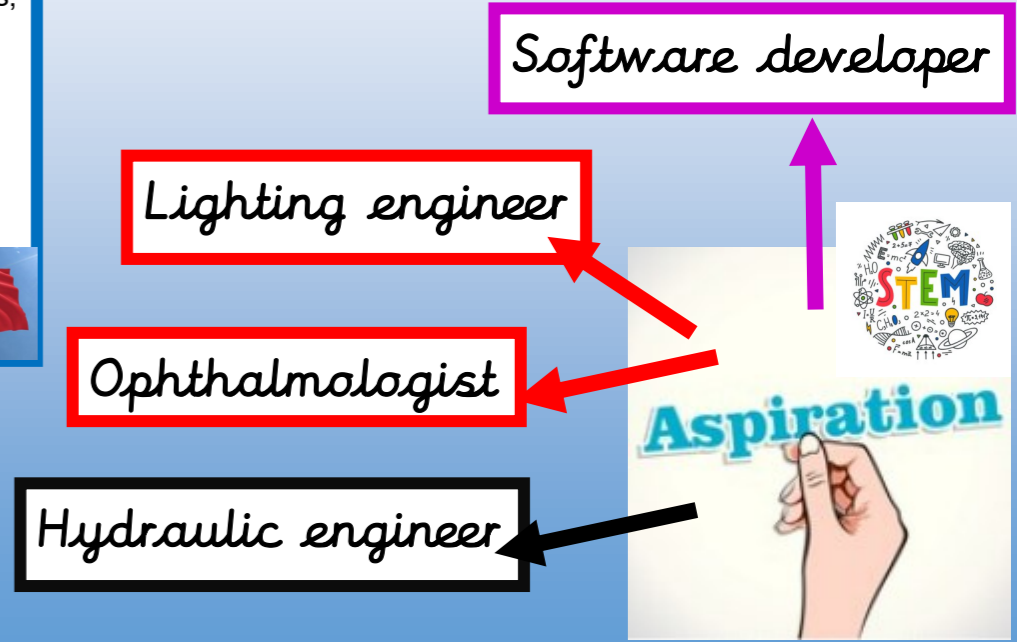 Software developer
Lighting engineer
STEM
Ophthalmologist
Aspiration
Hydraulic engineer